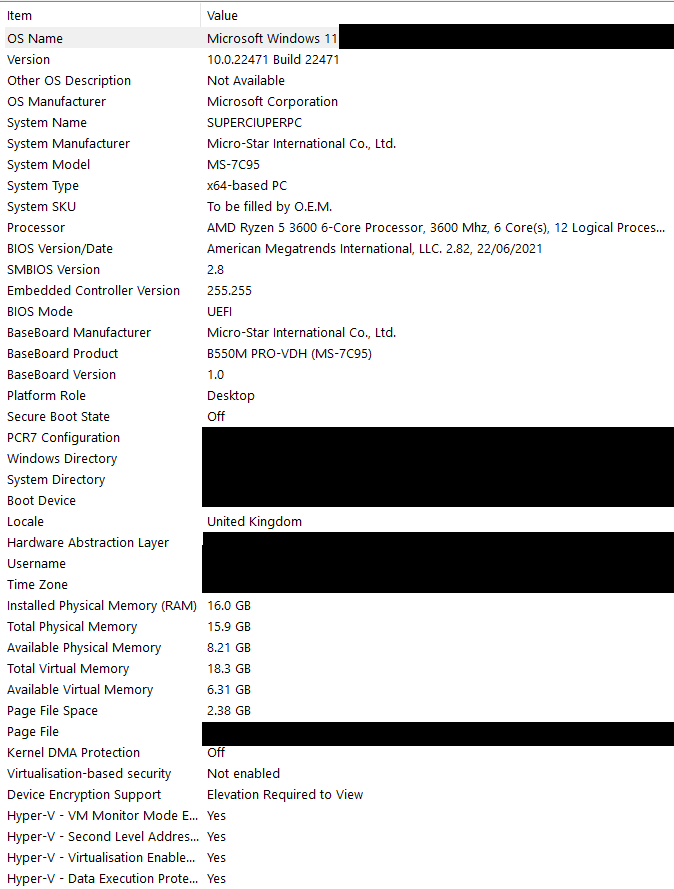 Item Value
OS Name Microsoft Windows 11
Version 10.0.22471 Build 22471
Other OS Description Not Available
OS Manufacturer Microsoft Corporation
System Name SUPERCIUPERPC
System Manufacturer Micro-Star International Co., Ltd.
System Model MS-7C95
System Type x64-based PC
System SKU To be filled by O.E.M.
Processor AMD Ryzen 5 3600 6-Core Processor, 3600 Mhz, 6 Core(s), 12 Logical Proces...
BIOS Version/Date American Megatrends International, LLC. 2.82, 22/06/2021
SMBIOS Version 2.8
Embedded Controller Version 255.255
BIOS Mode UEFI
BaseBoard Manufacturer Micro-Star International Co., Ltd.
BaseBoard Product B550M PRO-VDH (MS-7C95)
BaseBoard Version 1.0
Platform Role Desktop
Secure Boot State Off
PCR7 Configuration
Windows Directory
System Directory
Boot Device
Locale United Kingdom
Hardware Abstraction Layer
Username
Time Zone
Installed Physical Memory (RAM) 16.0 GB
Total Physical Memory 15.9 GB
Available Physical Memory 8.21 GB
Total Virtual Memory 18.3 GB
Available Virtual Memory 6.31 GB
Page File Space 2.38 GB
Page File
Kernel DMA Protection Off
Virtualisation-based security Not enabled
Device Encryption Support Elevation Required to View
Hyper-V - VM Monitor Mode E... Yes
Hyper-V - Second Level Addres... Yes
Hyper-V - Virtualisation Enable... Yes
Hyper-V - Data Execution Prote... Yes